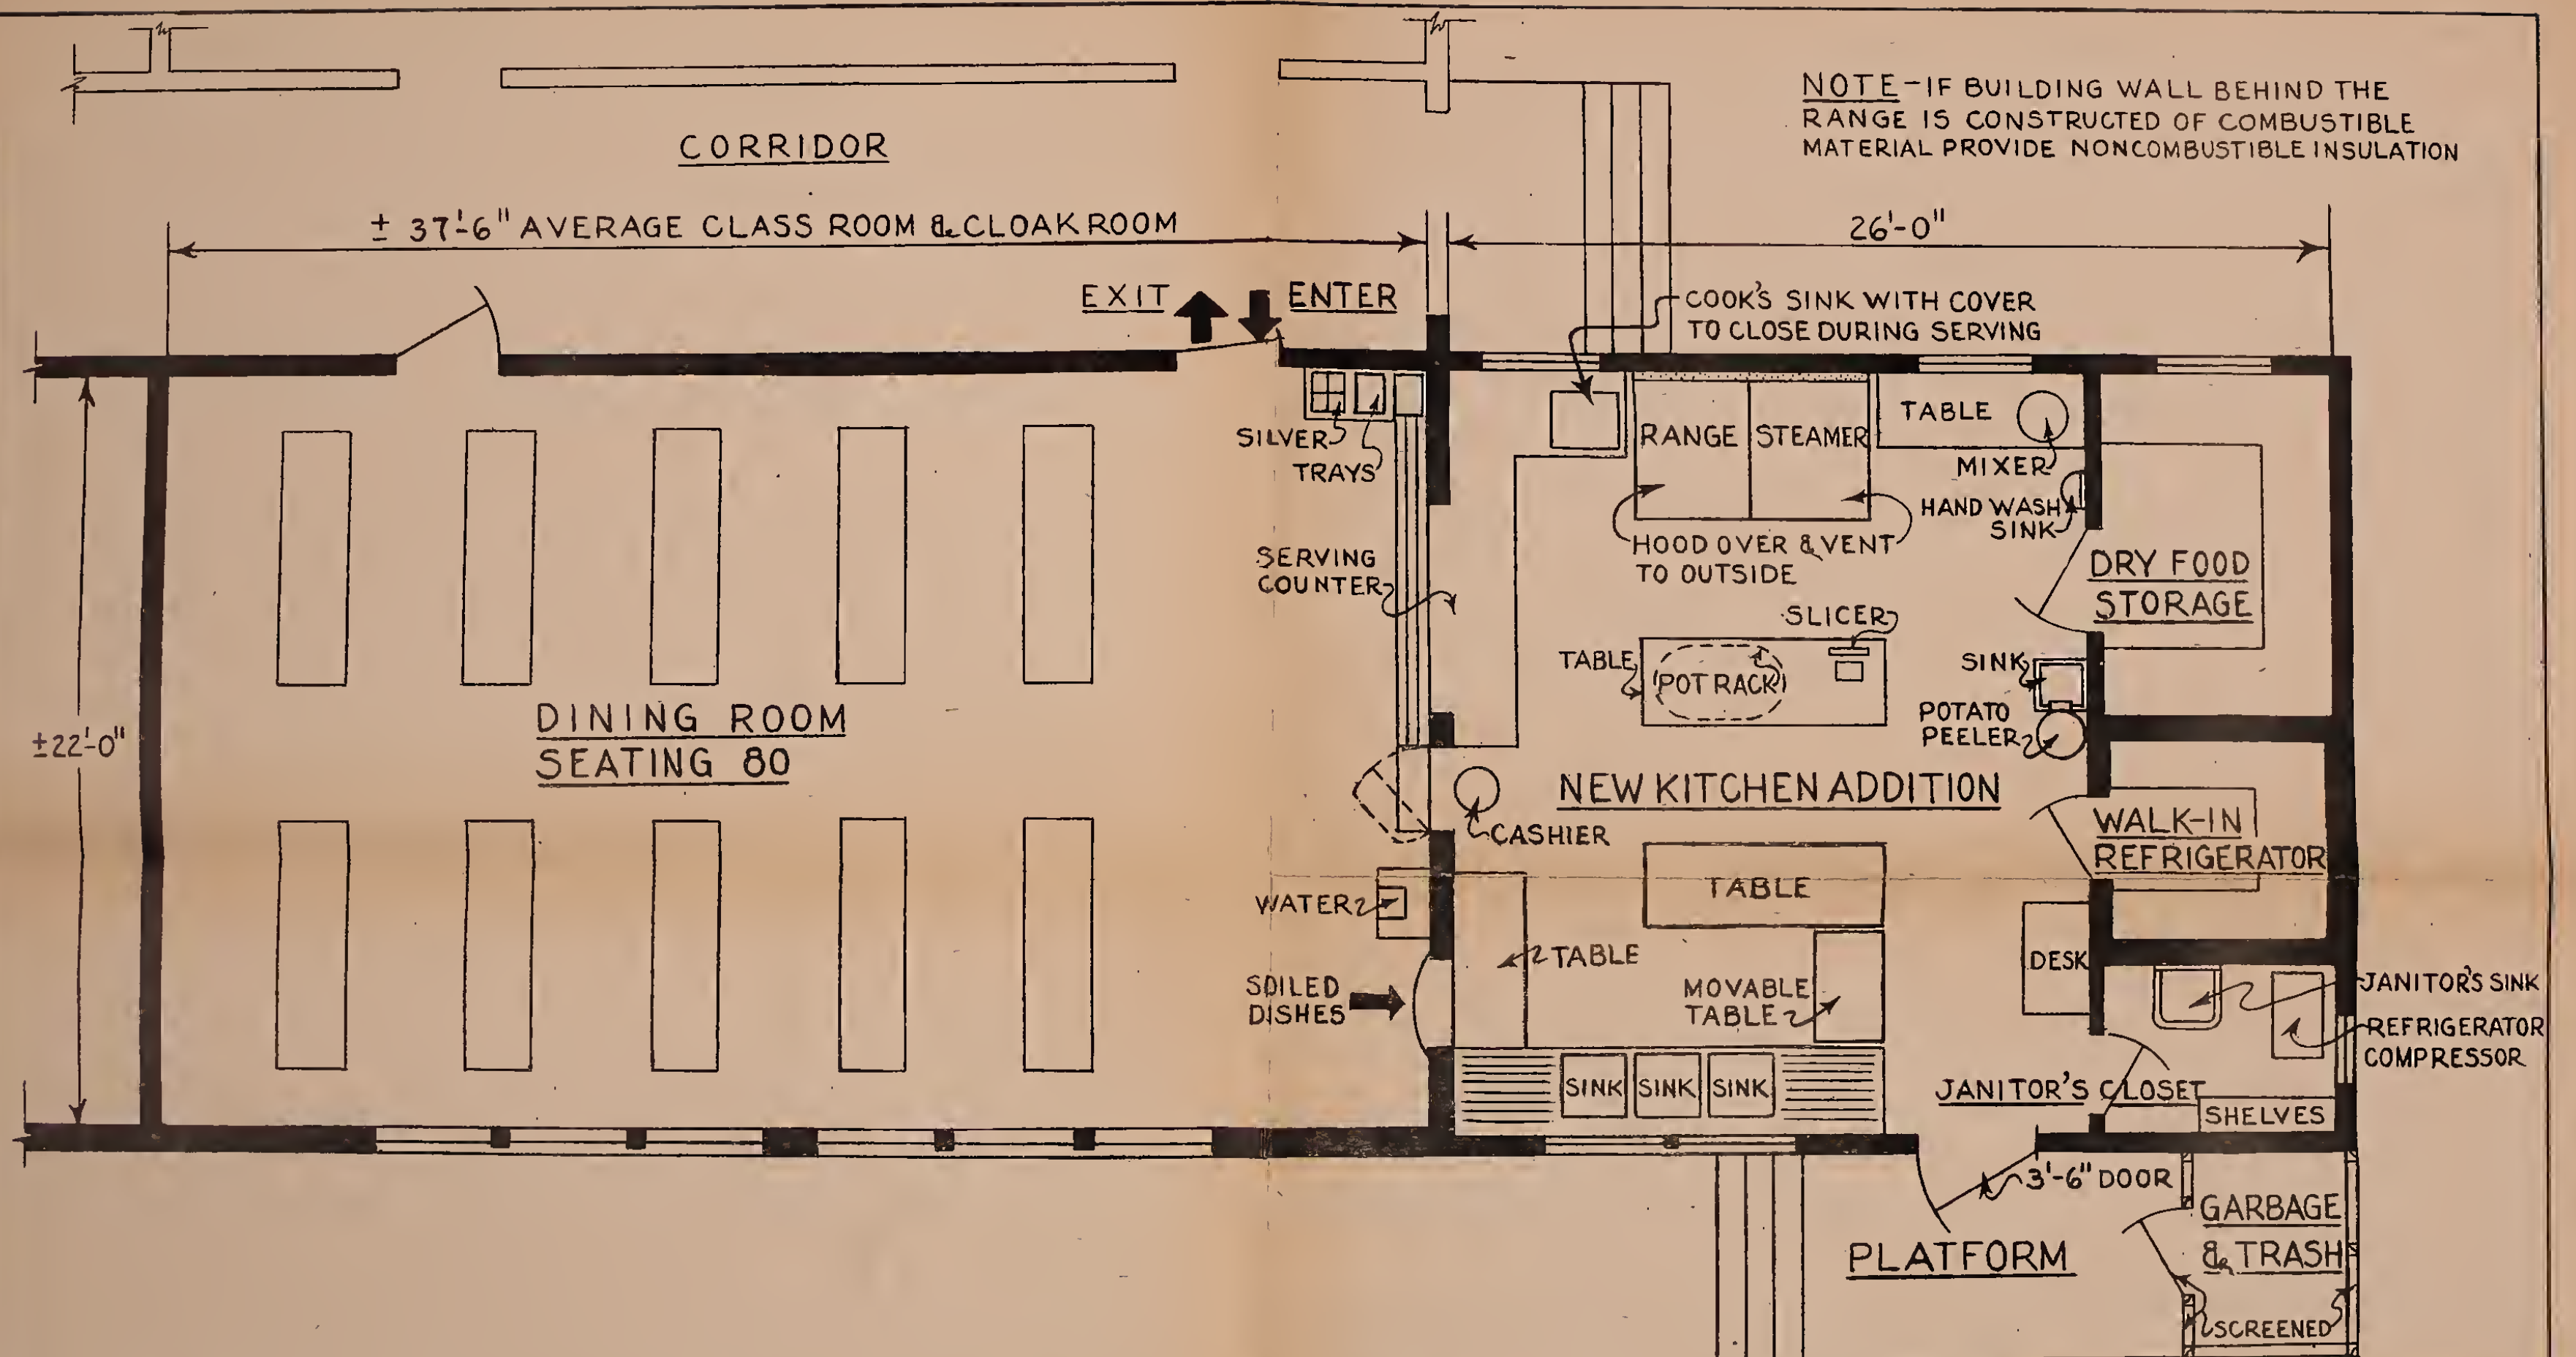 NOTE-IF BUILDING WALL BEHIND THE
RANGE IS CONSTRUCTED OF COMBUSTIBLE
MATERIAL PROVIDE NONCOMBUSTIBLE INSULATION
CORRIDOR
± 37'-6" AVERAGE CLASS ROOM & CLOAK ROOM
26'-0"
EXIT
ENTER
COOK'S SINK WITH COVER
TO CLOSE DURING SERVING
SILVER
TRAYS
RANGE
STEAMER
TABLE
MIXER
HAND WASH
SINK
HOOD OVER & VENT
TO OUTSIDE
SERVING
COUNTER
DRY FOOD
STORAGE
SLICER
TABLE
POT RACK
SINK
POTATO
PEELER
DINING ROOM
SEATING 80
±22'-0"
NEW KITCHEN ADDITION
CASHIER
WALK-IN
REFRIGERATOR
WATER
TABLE
TABLE
DESK
SOILED
DISHES
MOVABLE
TABLE
JANITOR'S SINK
REFRIGERATOR
COMPRESSOR
SINK
SINK
SINK
JANITOR'S CLOSET
SHELVES
3'-6" DOOR
GARBAGE
& TRASH
PLATFORM
SCREENED